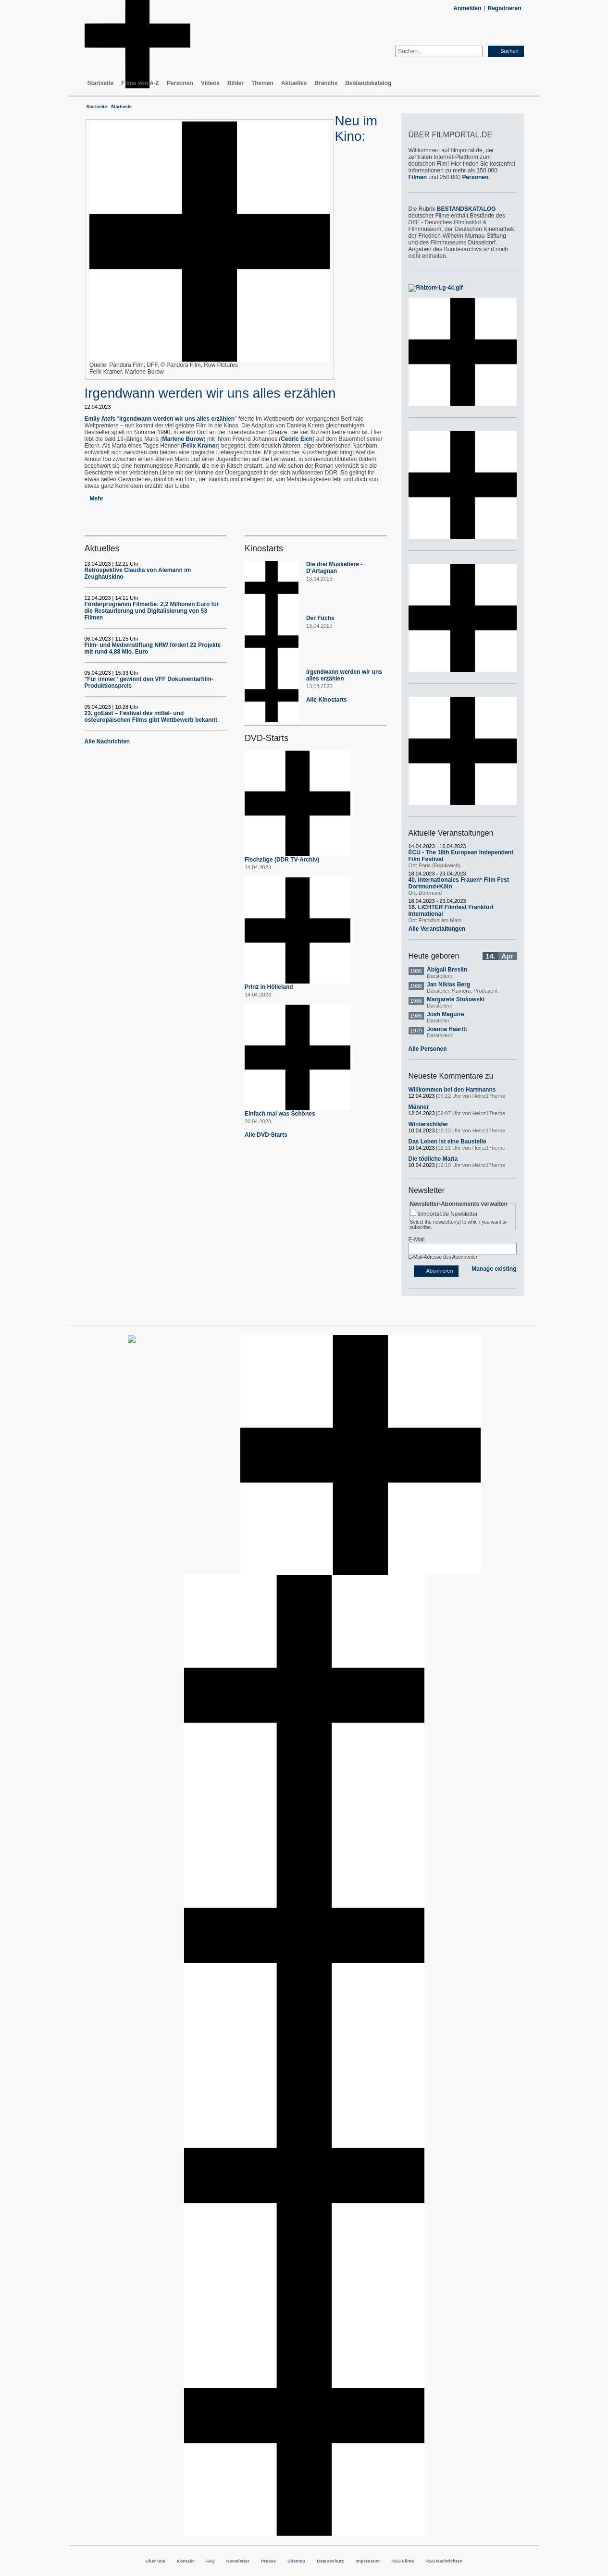 Anmelden | Registrieren
Suchen...
Suchen
Startseite Filme von A-Z Personen Videos Bilder Themen Aktuelles Branche Bestandskatalog
Startseite Startseite
Neu im
Kino:
Quelle: Pandora Film, DFF, © Pandora Film, Row Pictures
Felix Kramer, Marlene Burow
Irgendwann werden wir uns alles erzählen
12.04.2023
Emily Atefs "Irgendwann werden wir uns alles erzählen" feierte im Wettbewerb der vergangenen Berlinale
Weltpremiere – nun kommt der viel gelobte Film in die Kinos. Die Adaption von Daniela Kriens gleichnamigem
Bestseller spielt im Sommer 1990, in einem Dorf an der innerdeutschen Grenze, die seit Kurzem keine mehr ist. Hier
lebt die bald 19-jährige Maria (Marlene Burow) mit ihrem Freund Johannes (Cedric Eich) auf dem Bauernhof seiner
Eltern. Als Maria eines Tages Henner (Felix Kramer) begegnet, dem deutlich älteren, eigenbrötlerischen Nachbarn,
entwickelt sich zwischen den beiden eine tragische Liebesgeschichte. Mit poetischer Kunstfertigkeit bringt Atef die
Amour fou zwischen einem älteren Mann und einer Jugendlichen auf die Leinwand, in sonnendurchfluteten Bildern
beschwört sie eine hemmungslose Romantik, die nie in Kitsch erstarrt. Und wie schon der Roman verknüpft sie die
Geschichte einer verbotenen Liebe mit der Unruhe der Übergangszeit in der sich auflösenden DDR. So gelingt ihr
etwas selten Gewordenes, nämlich ein Film, der sinnlich und intelligent ist, von Mehrdeutigkeiten lebt und doch von
etwas ganz Konkretem erzählt: der Liebe.
Mehr
Aktuelles
13.04.2023 | 12:21 Uhr
Retrospektive Claudia von Alemann im
Zeughauskino
12.04.2023 | 14:11 Uhr
Förderprogramm Filmerbe: 2,2 Millionen Euro für
die Restaurierung und Digitalisierung von 53
Filmen
06.04.2023 | 11:25 Uhr
Film- und Medienstiftung NRW fördert 22 Projekte
mit rund 4,88 Mio. Euro
05.04.2023 | 15:33 Uhr
"Für immer" gewinnt den VFF Dokumentarfilm-
Produktionspreis
05.04.2023 | 10:28 Uhr
23. goEast – Festival des mittel- und
osteuropäischen Films gibt Wettbewerb bekannt
Alle Nachrichten
Kinostarts
Die drei Musketiere -
D'Artagnan
13.04.2023
Der Fuchs
13.04.2023
Irgendwann werden wir uns
alles erzählen
13.04.2023
Alle Kinostarts
DVD-Starts
Fischzüge (DDR TV-Archiv)
14.04.2023
Prinz in Hölleland
14.04.2023
Einfach mal was Schönes
20.04.2023
Alle DVD-Starts
ÜBER FILMPORTAL.DE
Willkommen auf filmportal.de, der
zentralen Internet-Plattform zum
deutschen Film! Hier finden Sie kostenfrei
Informationen zu mehr als 150.000
Filmen und 250.000 Personen.
Die Rubrik BESTANDSKATALOG
deutscher Filme enthält Bestände des
DFF - Deutsches Filminstitut &
Filmmuseum, der Deutschen Kinemathek,
der Friedrich-Wilhelm-Murnau-Stiftung
und des Filmmuseums Düsseldorf.
Angaben des Bundesarchivs sind noch
nicht enthalten.
Rhizom-Lg-4c.gif
Aktuelle Veranstaltungen
14.04.2023 - 16.04.2023
ÉCU - The 18th European Independent
Film Festival
Ort: Paris (Frankreich)
18.04.2023 - 23.04.2023
40. Internationales Frauen* Film Fest
Dortmund+Köln
Ort: Dortmund
18.04.2023 - 23.04.2023
16. LICHTER Filmfest Frankfurt
International
Ort: Frankfurt am Main
Alle Veranstaltungen
Heute geboren 14. Apr
1996 Abigail Breslin
Darstellerin
1988 Jan Niklas Berg
Darsteller, Kamera, Produzent
1986 Margarete Stokowski
Darstellerin
1986 Josh Maguire
Darsteller
1979 Joanna Haartti
Darstellerin
Alle Personen
Neueste Kommentare zu
Willkommen bei den Hartmanns
12.04.2023 |09:12 Uhr von Heinz17herne
Männer
12.04.2023 |09:07 Uhr von Heinz17herne
Winterschläfer
10.04.2023 |12:13 Uhr von Heinz17herne
Das Leben ist eine Baustelle
10.04.2023 |12:11 Uhr von Heinz17herne
Die tödliche Maria
10.04.2023 |12:10 Uhr von Heinz17herne
Newsletter
Newsletter-Abonnements verwalten
filmportal.de Newsletter
Select the newsletter(s) to which you want to
subscribe.
E-Mail
E-Mail-Adresse des Abonnenten
Abonnieren
Manage existing
Über uns Kontakt FAQ Newsletter Presse Sitemap Datenschutz Impressum RSS Filme RSS Nachrichten